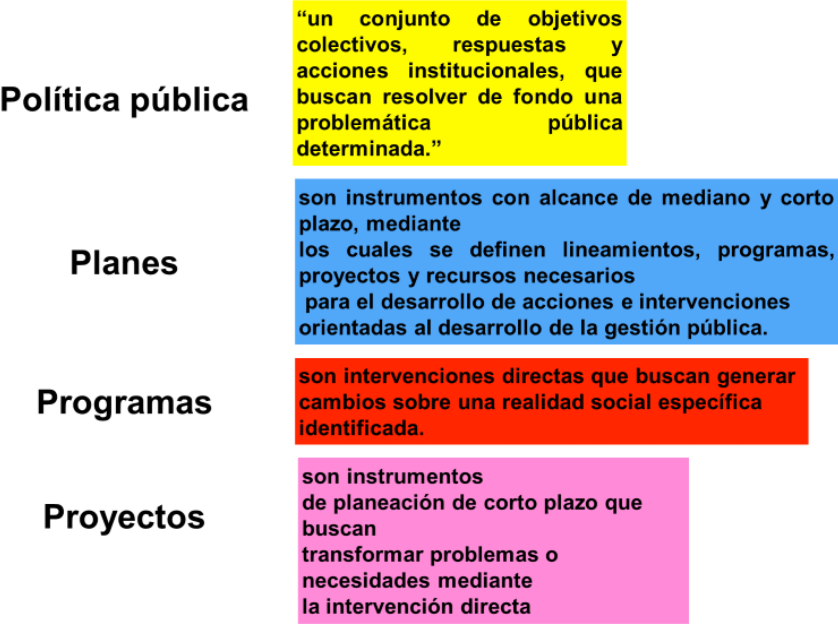 Política pública
“un conjunto de objetivos
colectivos, respuestas y
acciones institucionales, que
buscan resolver de fondo una
problemática pública
determinada.”
Planes
son instrumentos con alcance de mediano y corto
plazo, mediante
los cuales se definen lineamientos, programas,
proyectos y recursos necesarios
para el desarrollo de acciones e intervenciones
orientadas al desarrollo de la gestión pública.
Programas
son intervenciones directas que buscan generar
cambios sobre una realidad social específica
identificada.
Proyectos
son instrumentos
de planeación de corto plazo que
buscan
transformar problemas o
necesidades mediante
la intervención directa